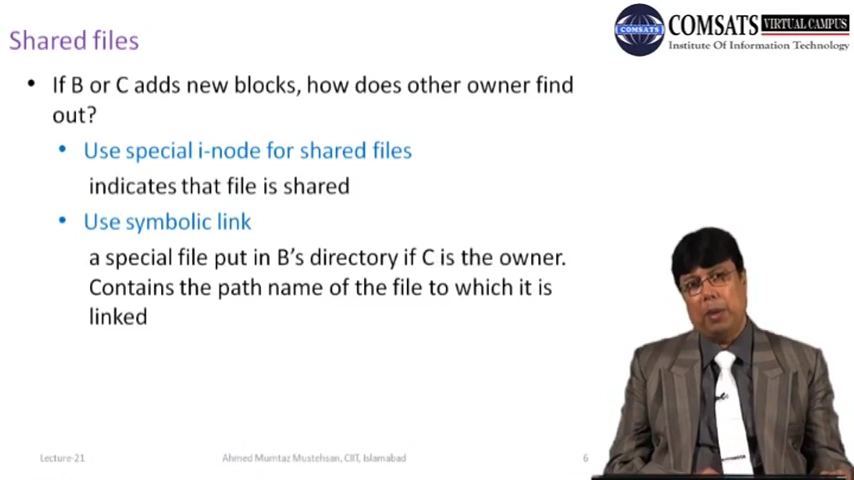 Shared files
COMSATS VIRTUAL CAMPUS
COMSATS
Institute Of Information Technology
• If B or C adds new blocks, how does other owner find
out?
• Use special i-node for shared files
indicates that file is shared
• Use symbolic link
a special file put in B's directory if C is the owner.
Contains the path name of the file to which it is
linked
Lecture-21 Ahmed Mumtaz Mustehsan, CIIT, Islamabad 6